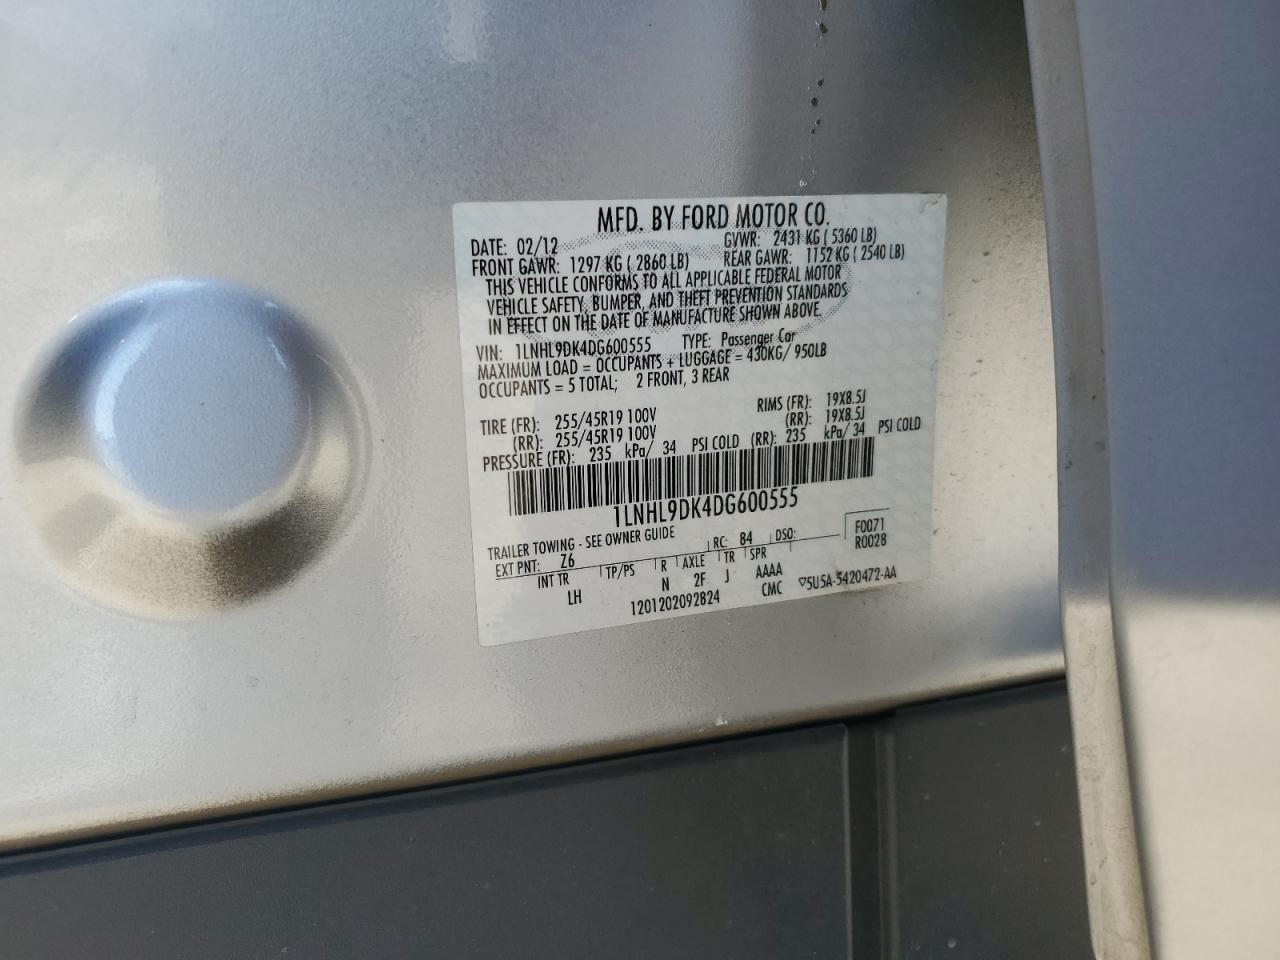 MFD. BY FORD MOTOR CO.
DATE: 02/12 GVWR: 2431 KG ( 5360 LB)
FRONT GAWR: 1297 KG ( 2860 LB) REAR GAWR: 1152 KG ( 2540 LB)
THIS VEHICLE CONFORMS TO ALL APPLICABLE FEDERAL MOTOR
VEHICLE SAFETY, BUMPER, AND THEFT PREVENTION STANDARDS
IN EFFECT ON THE DATE OF MANUFACTURE SHOWN ABOVE.
VIN: 1LNHL9DK4DG600555 TYPE: Passenger Car
MAXIMUM LOAD = OCCUPANTS + LUGGAGE = 430KG/ 950LB
OCCUPANTS = 5 TOTAL; 2 FRONT, 3 REAR
TIRE (FR): 255/45R19 100V RIMS (FR): 19X8.5J
(RR): 255/45R19 100V (RR): 19X8.5J
PRESSURE (FR): 235 kPa/ 34 PSI COLD (RR): 235 kPa/ 34 PSI COLD
1LNHL9DK4DG600555
TRAILER TOWING - SEE OWNER GUIDE
EXT PNT: Z6 RC: 84 DSO: F0071
R0028
INT TR TP/PS R AXLE TR SPR
LH N 2F J AAAA
1201202092824 CMC ▽5U5A-5420472-AA